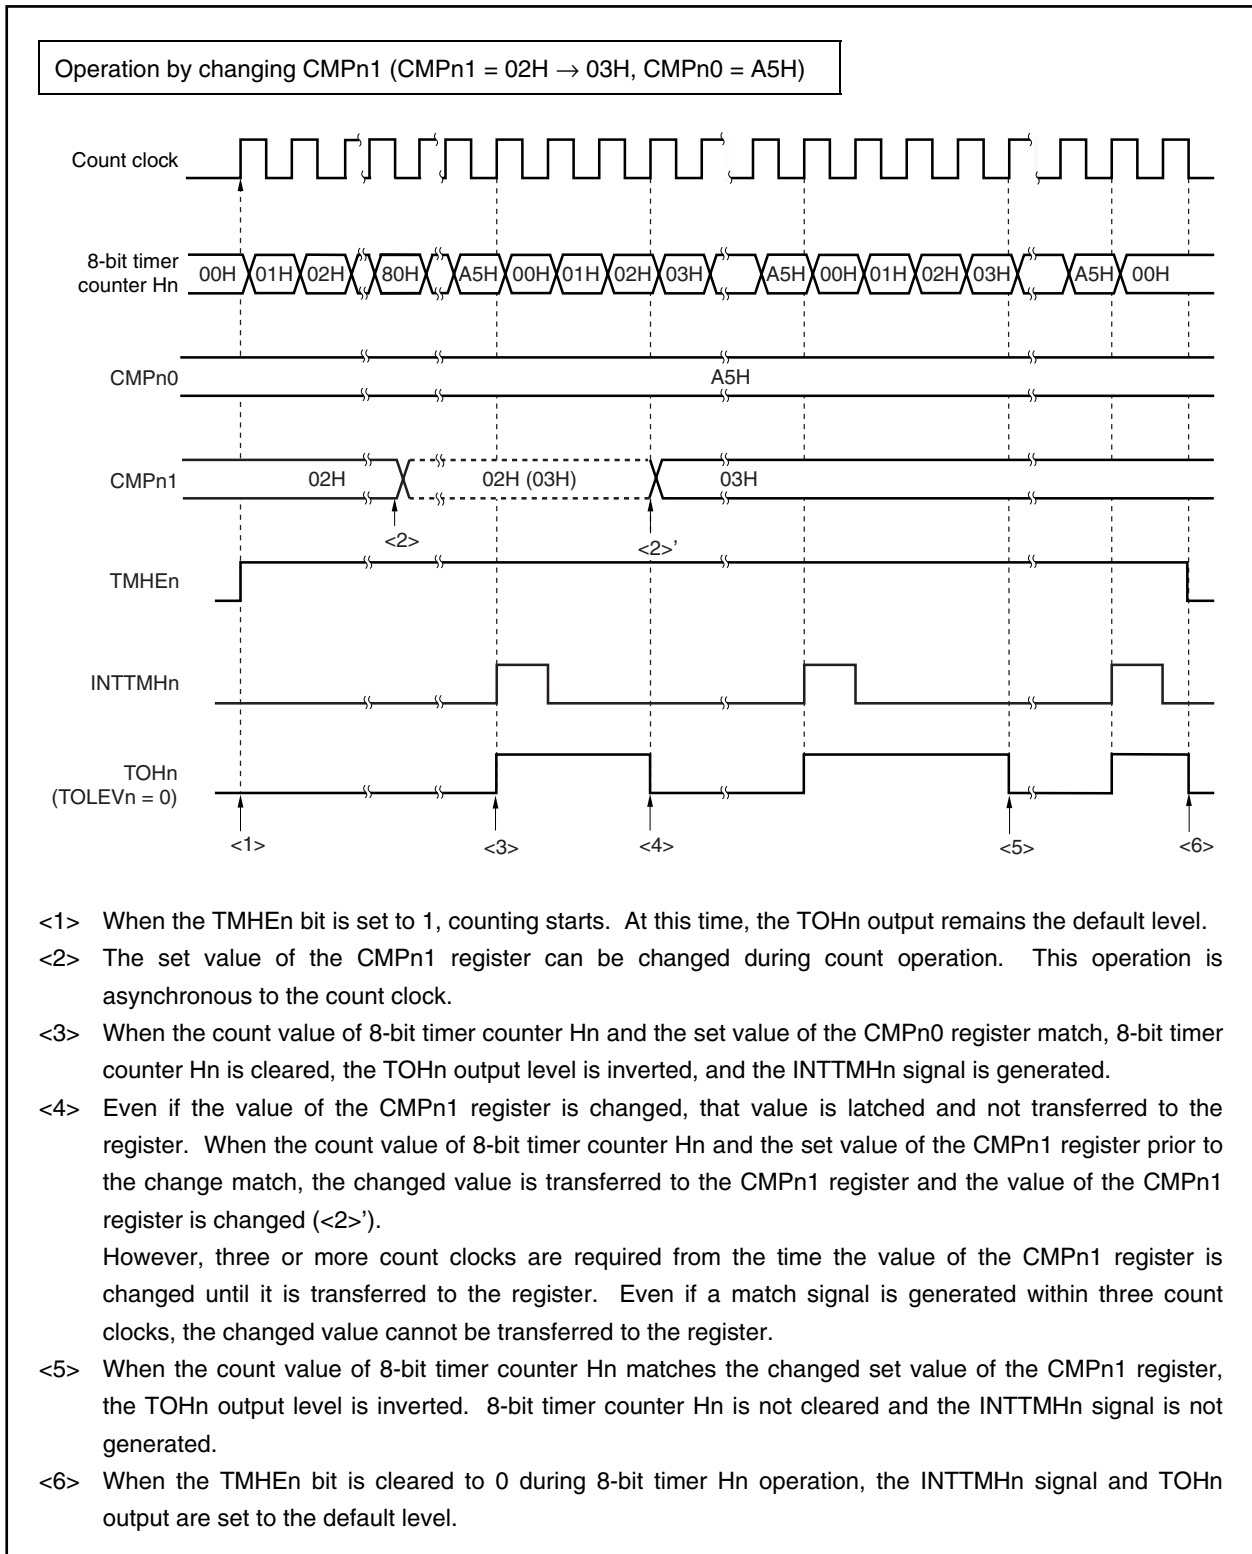 Operation by changing CMPn1 (CMPn1 = 02H → 03H, CMPn0 = A5H)
Count clock
8-bit timer
counter Hn
00H 01H 02H 80H A5H 00H 01H 02H 03H A5H 00H 01H 02H 03H A5H 00H
CMPn0
A5H
CMPn1
02H 02H (03H) 03H
<2> <2>’
TMHEn
INTTMHn
TOHn
(TOLEVn = 0)
<1> <3> <4> <5> <6>
<1> When the TMHEn bit is set to 1, counting starts. At this time, the TOHn output remains the default level.
<2> The set value of the CMPn1 register can be changed during count operation. This operation is
asynchronous to the count clock.
<3> When the count value of 8-bit timer counter Hn and the set value of the CMPn0 register match, 8-bit timer
counter Hn is cleared, the TOHn output level is inverted, and the INTTMHn signal is generated.
<4> Even if the value of the CMPn1 register is changed, that value is latched and not transferred to the
register. When the count value of 8-bit timer counter Hn and the set value of the CMPn1 register prior to
the change match, the changed value is transferred to the CMPn1 register and the value of the CMPn1
register is changed (<2>’).
However, three or more count clocks are required from the time the value of the CMPn1 register is
changed until it is transferred to the register. Even if a match signal is generated within three count
clocks, the changed value cannot be transferred to the register.
<5> When the count value of 8-bit timer counter Hn matches the changed set value of the CMPn1 register,
the TOHn output level is inverted. 8-bit timer counter Hn is not cleared and the INTTMHn signal is not
generated.
<6> When the TMHEn bit is cleared to 0 during 8-bit timer Hn operation, the INTTMHn signal and TOHn
output are set to the default level.